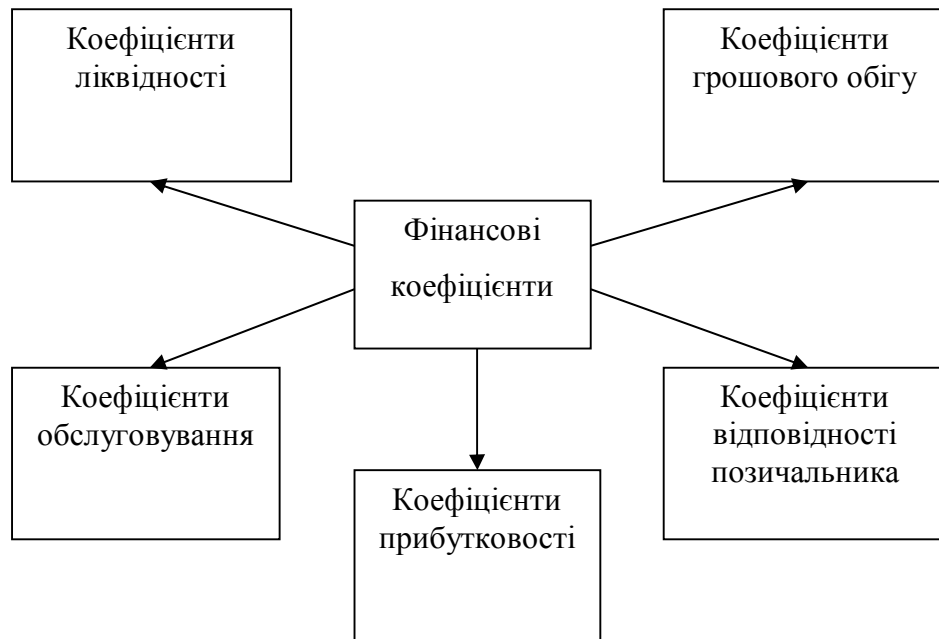 Коефіцієнти
ліквідності
Коефіцієнти
грошового обігу
Фінансові
коефіцієнти
Коефіцієнти
обслуговування
Коефіцієнти
відповідності
позичальника
Коефіцієнти
прибутковості